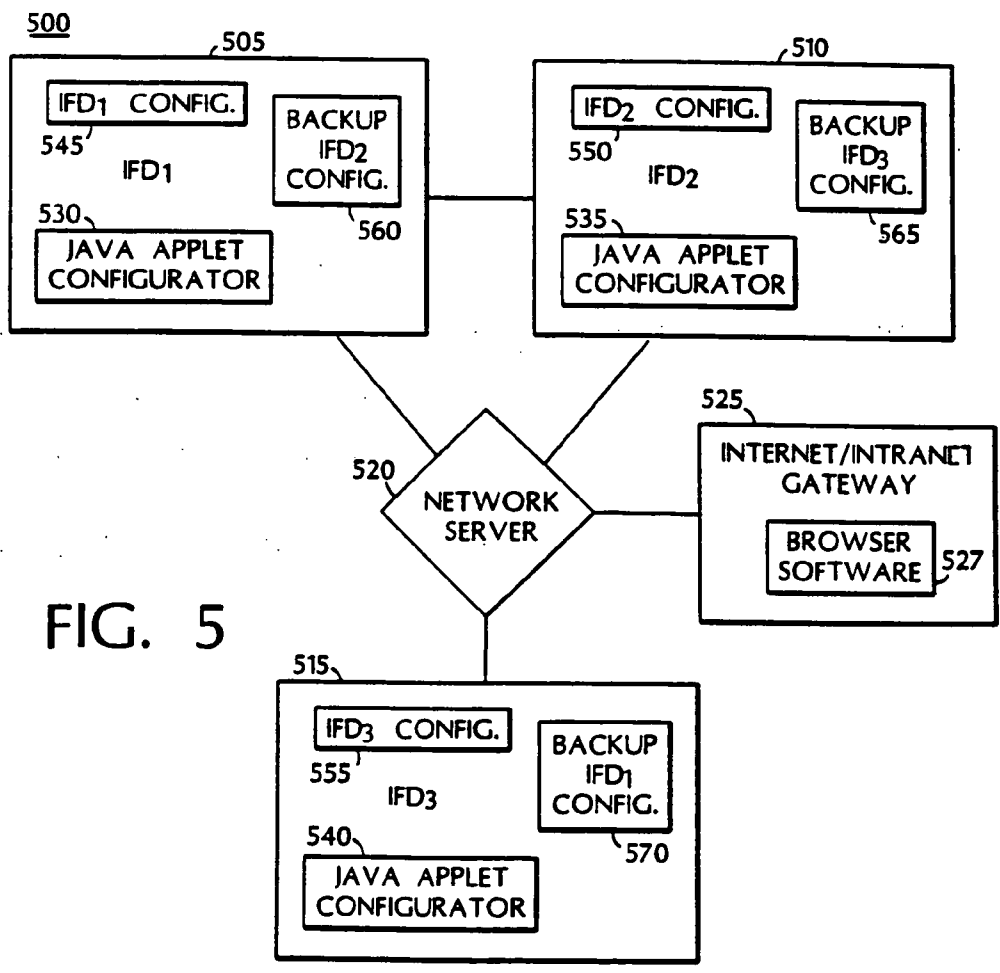 500
505
IFD1 CONFIG.
545
IFD1
BACKUP
IFD2
CONFIG.
560
530
JAVA APPLET
CONFIGURATOR
510
IFD2 CONFIG.
550
IFD2
BACKUP
IFD3
CONFIG.
565
535
JAVA APPLET
CONFIGURATOR
520
NETWORK
SERVER
525
INTERNET/INTRANET
GATEWAY
BROWSER
SOFTWARE
527
FIG. 5
515
IFD3 CONFIG.
555
IFD3
BACKUP
IFD1
CONFIG.
570
540
JAVA APPLET
CONFIGURATOR